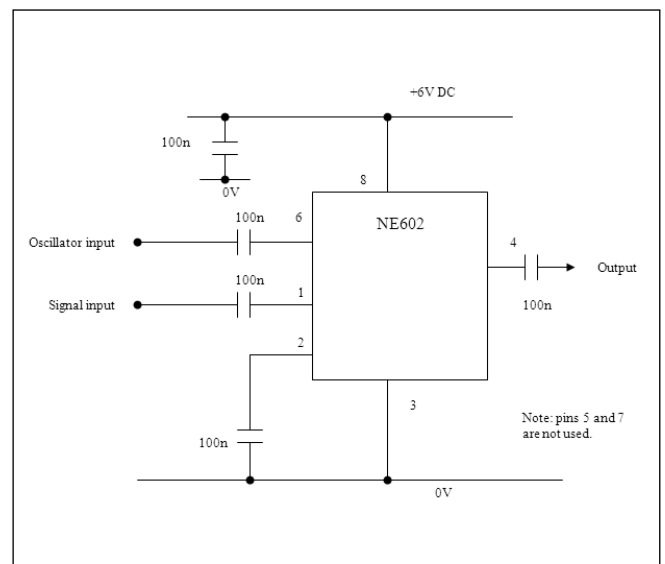 +6V DC
100n
8
0V
100n
6
NE602
Oscillator input
4
100n
Output
Signal input
1
100n
2
3
Note: pins 5 and 7
are not used.
100n
0V